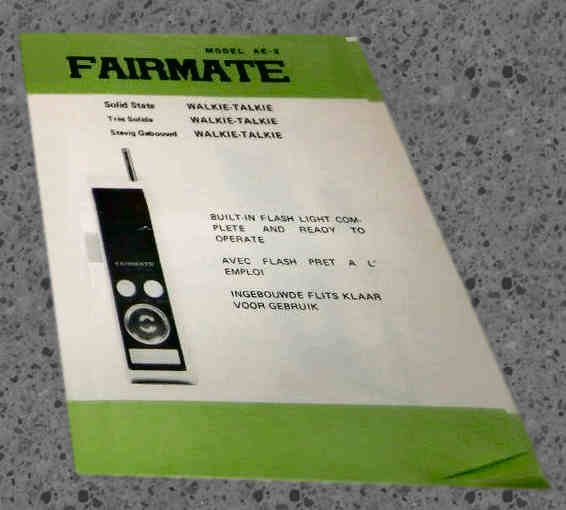 MODEL AE-2
FAIRMATE
Solid State WALKIE-TALKIE
Très Solide WALKIE-TALKIE
Stevig Gebouwd WALKIE-TALKIE
FAIRMATE
BUILT-IN FLASH LIGHT COM-
PLETE AND READY TO
OPERATE
AVEC FLASH PRET A L'
EMPLOI
INGEBOUWDE FLITS KLAAR
VOOR GEBRUIK